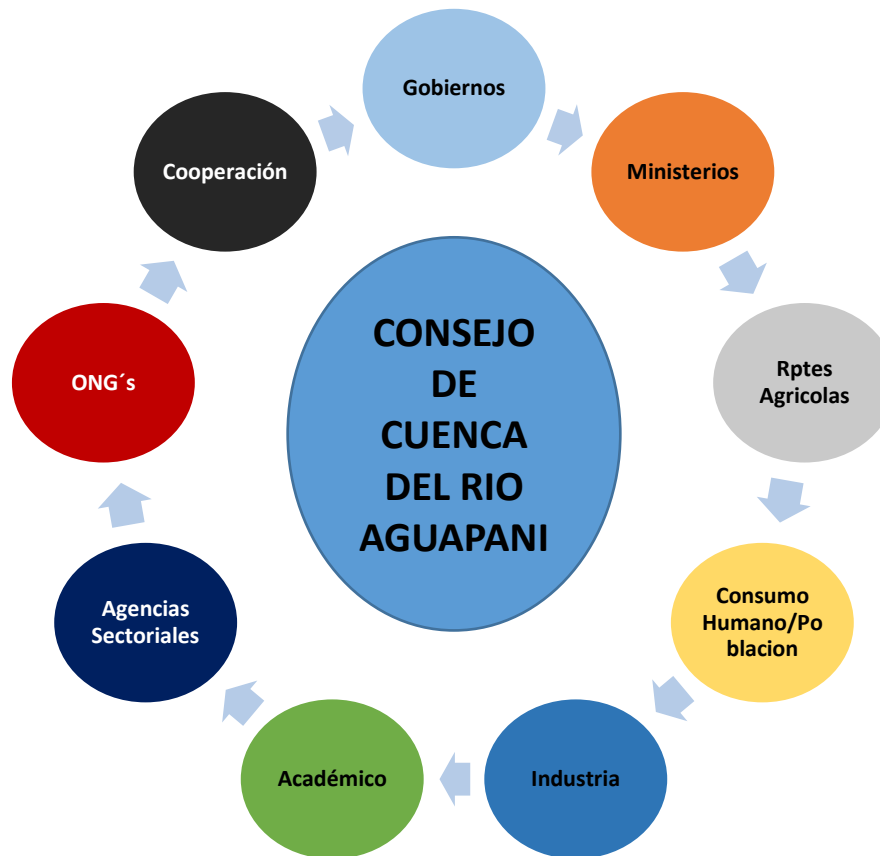 Gobiernos
Ministerios
Rptes
Agricolas
Consumo
Humano/Po
blacion
Industria
Académico
Agencias
Sectoriales
ONG´s
Cooperación
CONSEJO
DE
CUENCA
DEL RIO
AGUAPANI